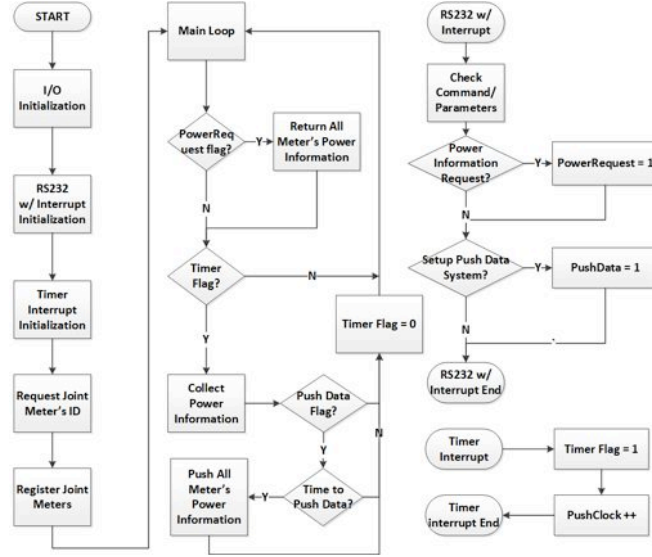 START
I/O
Initialization
RS232
w/ Interrupt
Initialization
Timer
Interrupt
Initialization
Request Joint
Meter's ID
Register Joint
Meters
Main Loop
PowerReq
uest flag?
Y
Return All
Meter's Power
Information
N
Timer
Flag?
N
Y
Timer Flag = 0
Collect
Power
Information
Push Data
Flag?
N
Y
Push All
Meter's
Power
Information
Y
Time to
Push Data?
RS232 w/
Interrupt
Check
Command/
Parameters
Power
Information
Request?
Y
PowerRequest = 1
N
Setup Push Data
System?
Y
PushData = 1
N
RS232 w/
Interrupt End
Timer
Interrupt
Timer Flag = 1
PushClock ++
Timer
interrupt End